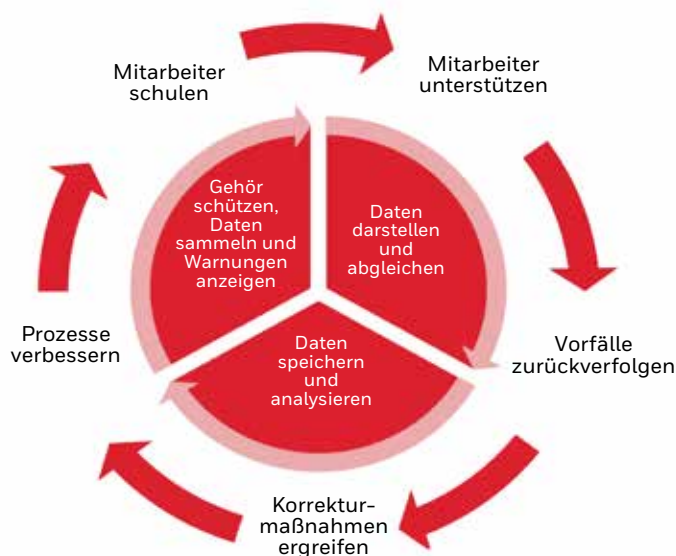 Mitarbeiter
schulen
Mitarbeiter
unterstützen
Gehör
schützen,
Daten
sammeln und
Warnungen
anzeigen
Daten
darstellen
und
abgleichen
Prozesse
verbessern
Daten
speichern
und
analysieren
Vorfälle
zurückverfolgen
Korrektur-
maßnahmen
ergreifen